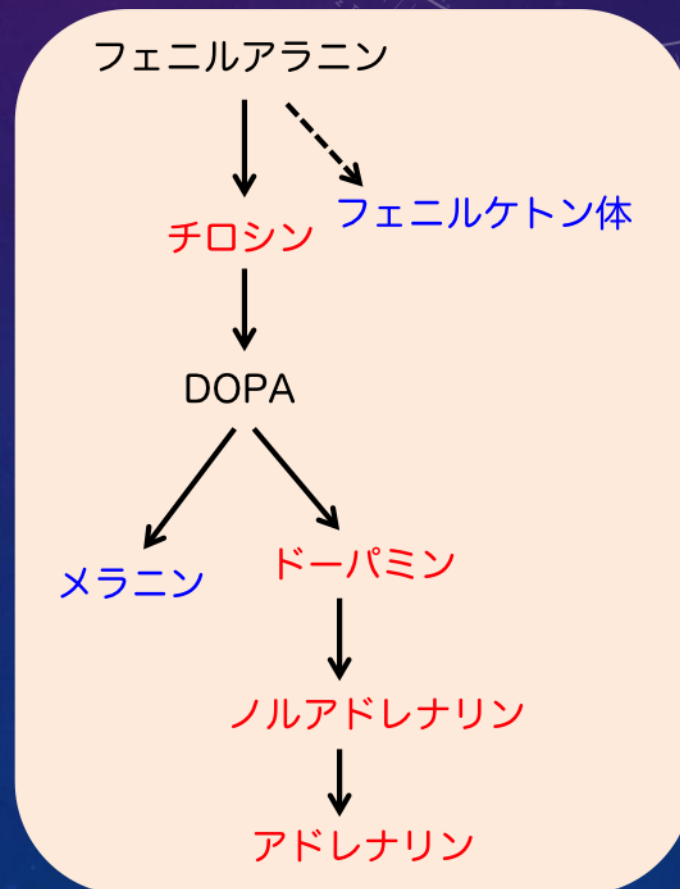 フェニルアラニン
フェニルケトン体
チロシン
DOPA
ドーパミン
メラニン
ノルアドレナリン
アドレナリン